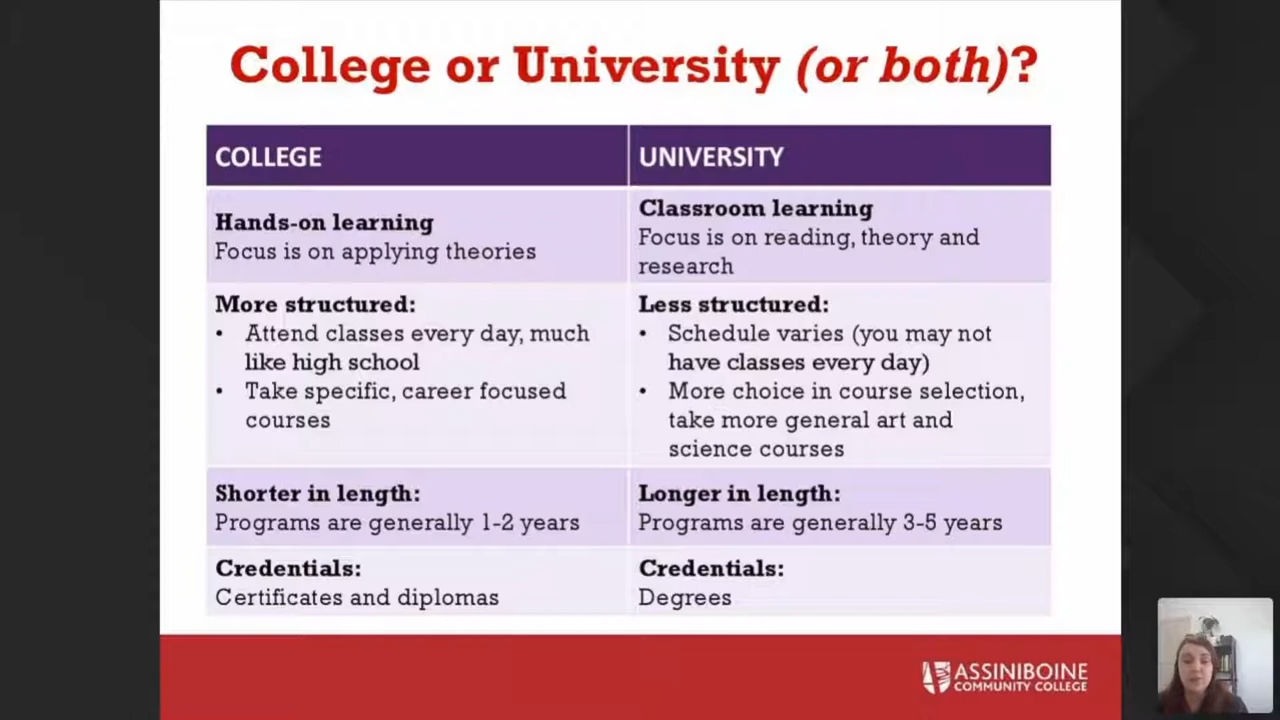 College or University (or both)?
COLLEGE
UNIVERSITY
Hands-on learning
Focus is on applying theories
Classroom learning
Focus is on reading, theory and
research
More structured:
• Attend classes every day, much
like high school
• Take specific, career focused
courses
Less structured:
• Schedule varies (you may not
have classes every day)
• More choice in course selection,
take more general art and
science courses
Shorter in length:
Programs are generally 1-2 years
Longer in length:
Programs are generally 3-5 years
Credentials:
Certificates and diplomas
Credentials:
Degrees
ASSINIBOINE
COMMUNITY COLLEGE